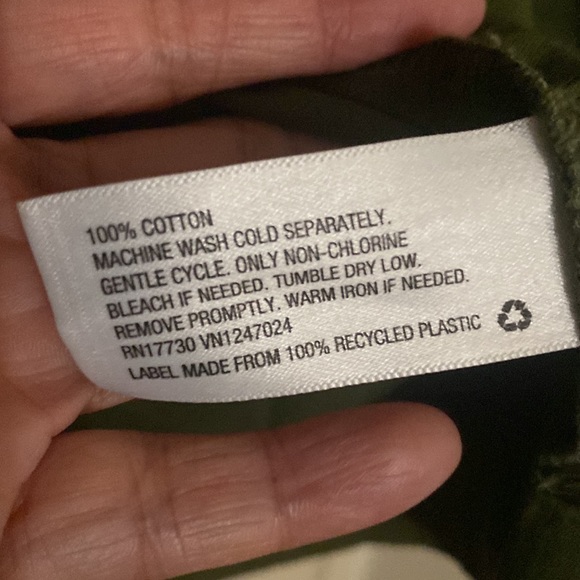 100% COTTON
MACHINE WASH COLD SEPARATELY.
GENTLE CYCLE. ONLY NON-CHLORINE
BLEACH IF NEEDED. TUMBLE DRY LOW.
REMOVE PROMPTLY. WARM IRON IF NEEDED.
RN17730 VN1247024
LABEL MADE FROM 100% RECYCLED PLASTIC